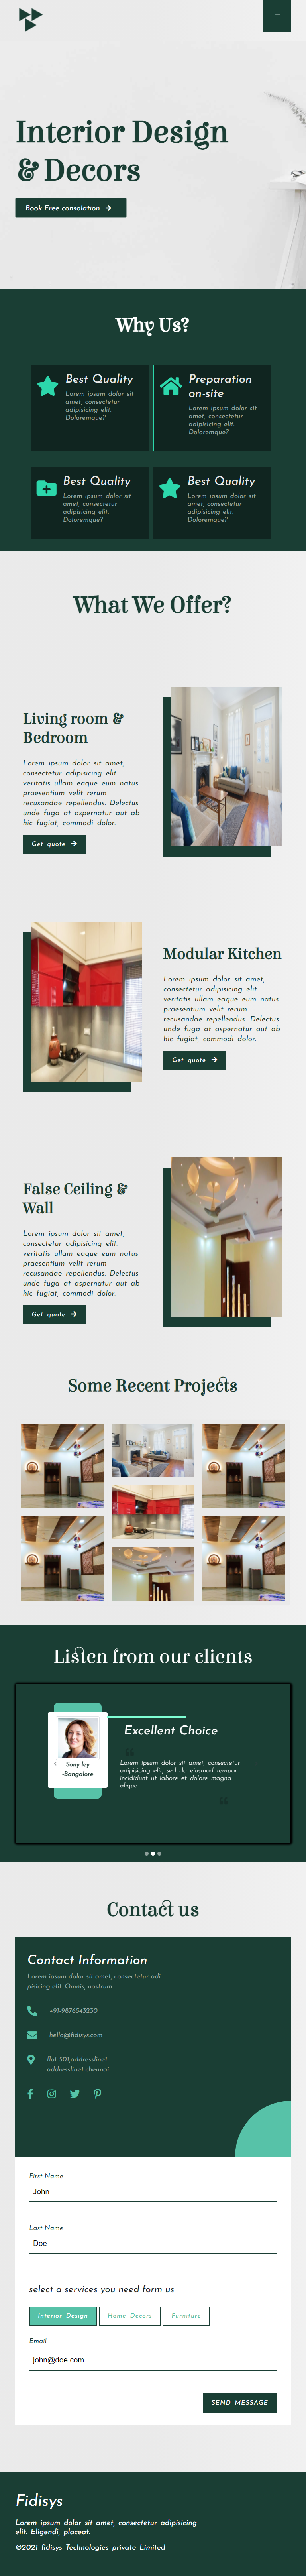 ☰
Interior Design
& Decors
Book Free consolation →
Why Us?
Best Quality
Lorem ipsum dolor sit
amet, consectetur
adipisicing elit.
Doloremque?
Preparation
on-site
Lorem ipsum dolor sit
amet, consectetur
adipisicing elit.
Doloremque?
Best Quality
Lorem ipsum dolor sit
amet, consectetur
adipisicing elit.
Doloremque?
Best Quality
Lorem ipsum dolor sit
amet, consectetur
adipisicing elit.
Doloremque?
What We Offer?
Living room &
Bedroom
Lorem ipsum dolor sit amet,
consectetur adipisicing elit.
veritatis ullam eaque eum natus
praesentium velit rerum
recusandae repellendus. Delectus
unde fuga at aspernatur aut ab
hic fugiat, commodi dolor.
Get quote →
Modular Kitchen
Lorem ipsum dolor sit amet,
consectetur adipisicing elit.
veritatis ullam eaque eum natus
praesentium velit rerum
recusandae repellendus. Delectus
unde fuga at aspernatur aut ab
hic fugiat, commodi dolor.
Get quote →
False Ceiling &
Wall
Lorem ipsum dolor sit amet,
consectetur adipisicing elit.
veritatis ullam eaque eum natus
praesentium velit rerum
recusandae repellendus. Delectus
unde fuga at aspernatur aut ab
hic fugiat, commodi dolor.
Get quote →
Some Recent Projects
Listen from our clients
Excellent Choice
Sony ley
-Bangalore
Lorem ipsum dolor sit amet, consectetur
adipisicing elit, sed do eiusmod tempor
incididunt ut labore et dolore magna
aliqua.
Contact us
Contact Information
Lorem ipsum dolor sit amet, consectetur adi
pisicing elit. Omnis, nostrum.
+91-9876543230
hello@fidisys.com
flat 501,addressline1
addressline1 chennai
First Name
John
Last Name
Doe
select a services you need form us
Interior Design
Home Decors
Furniture
Email
john@doe.com
SEND MESSAGE
Fidisys
Lorem ipsum dolor sit amet, consectetur adipisicing
elit. Eligendi, placeat.
©2021 fidisys Technologies private Limited